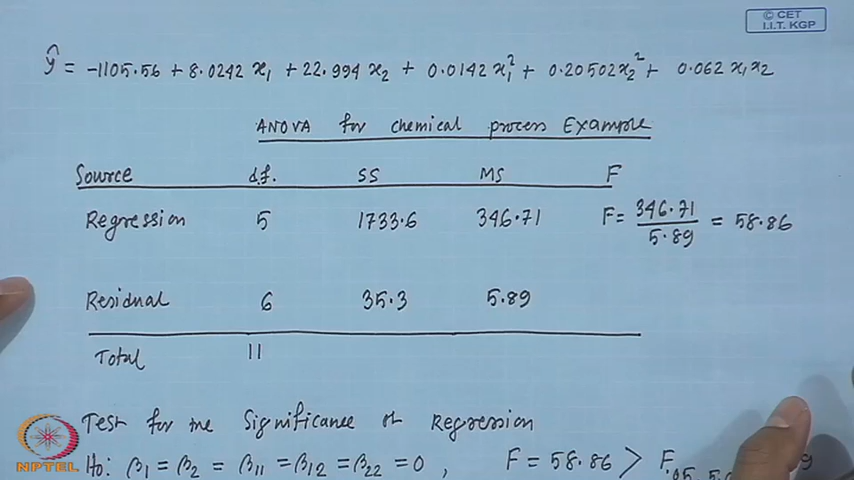 © CET
I.I.T. KGP
ŷ = -1105.56 + 8.0242 x₁ + 22.994 x₂ + 0.0142 x₁² + 0.20502 x₂² + 0.062 x₁x₂
ANOVA for chemical process Example
Source d.f. SS MS F
Regression 5 1733.6 346.71 F = 346.71 / 5.89 = 58.86
Residual 6 35.3 5.89
Total 11
Test for the Significance of Regression
H₀: β₁ = β₂ = β₁₁ = β₁₂ = β₂₂ = 0 , F = 58.86 > F
NPTEL